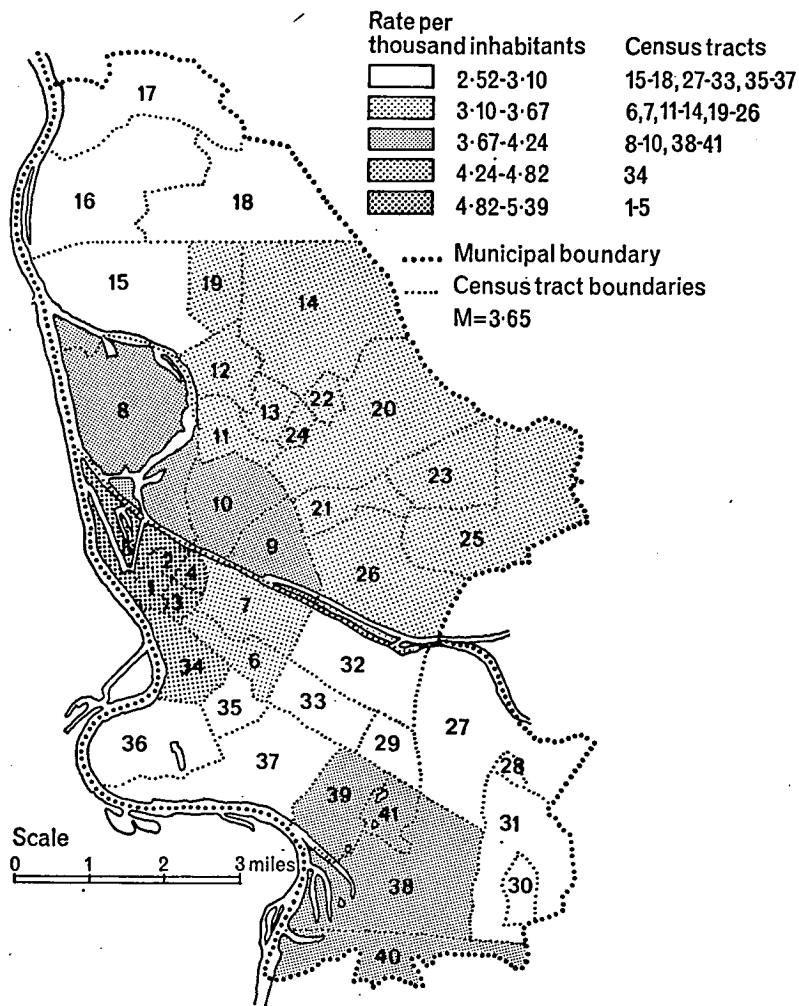 Rate per
thousand inhabitants Census tracts
2·52-3·10 15-18, 27-33, 35-37
3·10-3·67 6,7,11-14,19-26
3·67-4·24 8-10, 38-41
4·24-4·82 34
4·82-5·39 1-5
Municipal boundary
Census tract boundaries
M=3·65
17
16 18
15 19 14
12
8 13 22 20
11 24
23
10 21
9 25
26
2
1 4 7
3
34 6 32
35 33
36 37 29 27
28
39 41 31
38 30
40
Scale
0 1 2 3 miles